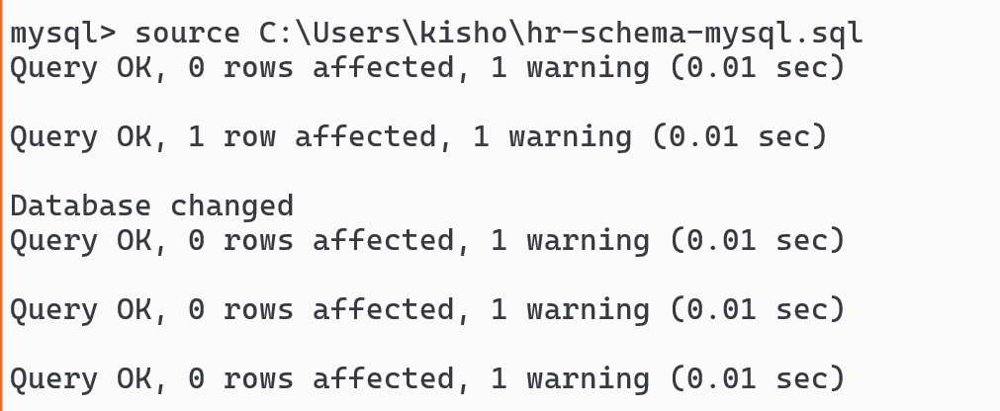 mysql> source C:\Users\kisho\hr-schema-mysql.sql
Query OK, 0 rows affected, 1 warning (0.01 sec)
Query OK, 1 row affected, 1 warning (0.01 sec)
Database changed
Query OK, 0 rows affected, 1 warning (0.01 sec)
Query OK, 0 rows affected, 1 warning (0.01 sec)
Query OK, 0 rows affected, 1 warning (0.01 sec)